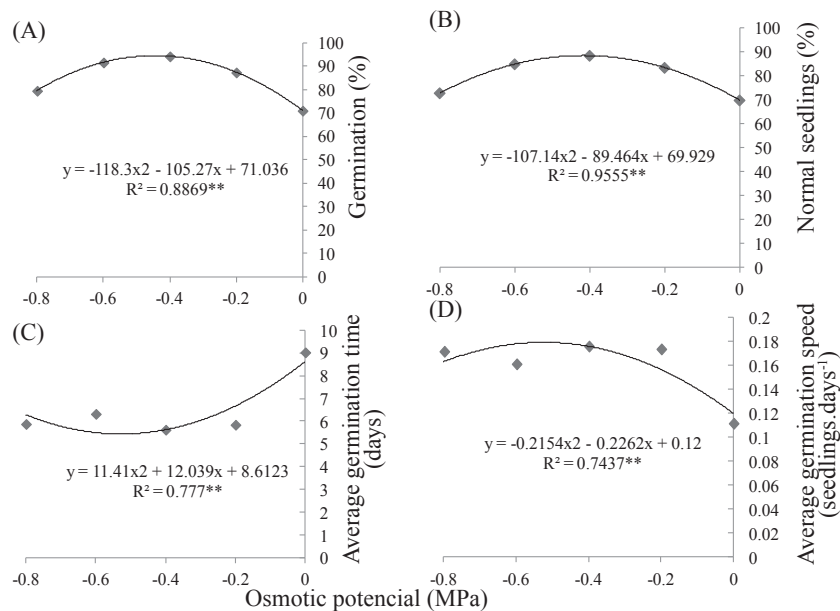 (A)
100
90
80
70
60
50
40
30
20
10
0
Germination (%)
y = -118.3x2 - 105.27x + 71.036
R² = 0.8869**
-0.8 -0.6 -0.4 -0.2 0
(B)
100
90
80
70
60
50
40
30
20
10
0
Normal seedlings (%)
y = -107.14x2 - 89.464x + 69.929
R² = 0.9555**
-0.8 -0.6 -0.4 -0.2 0
(C)
10
9
8
7
6
5
4
3
2
1
0
Average germination time
(days)
y = 11.41x2 + 12.039x + 8.6123
R² = 0.777**
-0.8 -0.6 -0.4 -0.2 0
(D)
0.2
0.18
0.16
0.14
0.12
0.1
0.08
0.06
0.04
0.02
0
Average germination speed
(seedlings.days⁻¹)
y = -0.2154x2 - 0.2262x + 0.12
R² = 0.7437**
-0.8 -0.6 -0.4 -0.2 0
Osmotic potencial (MPa)